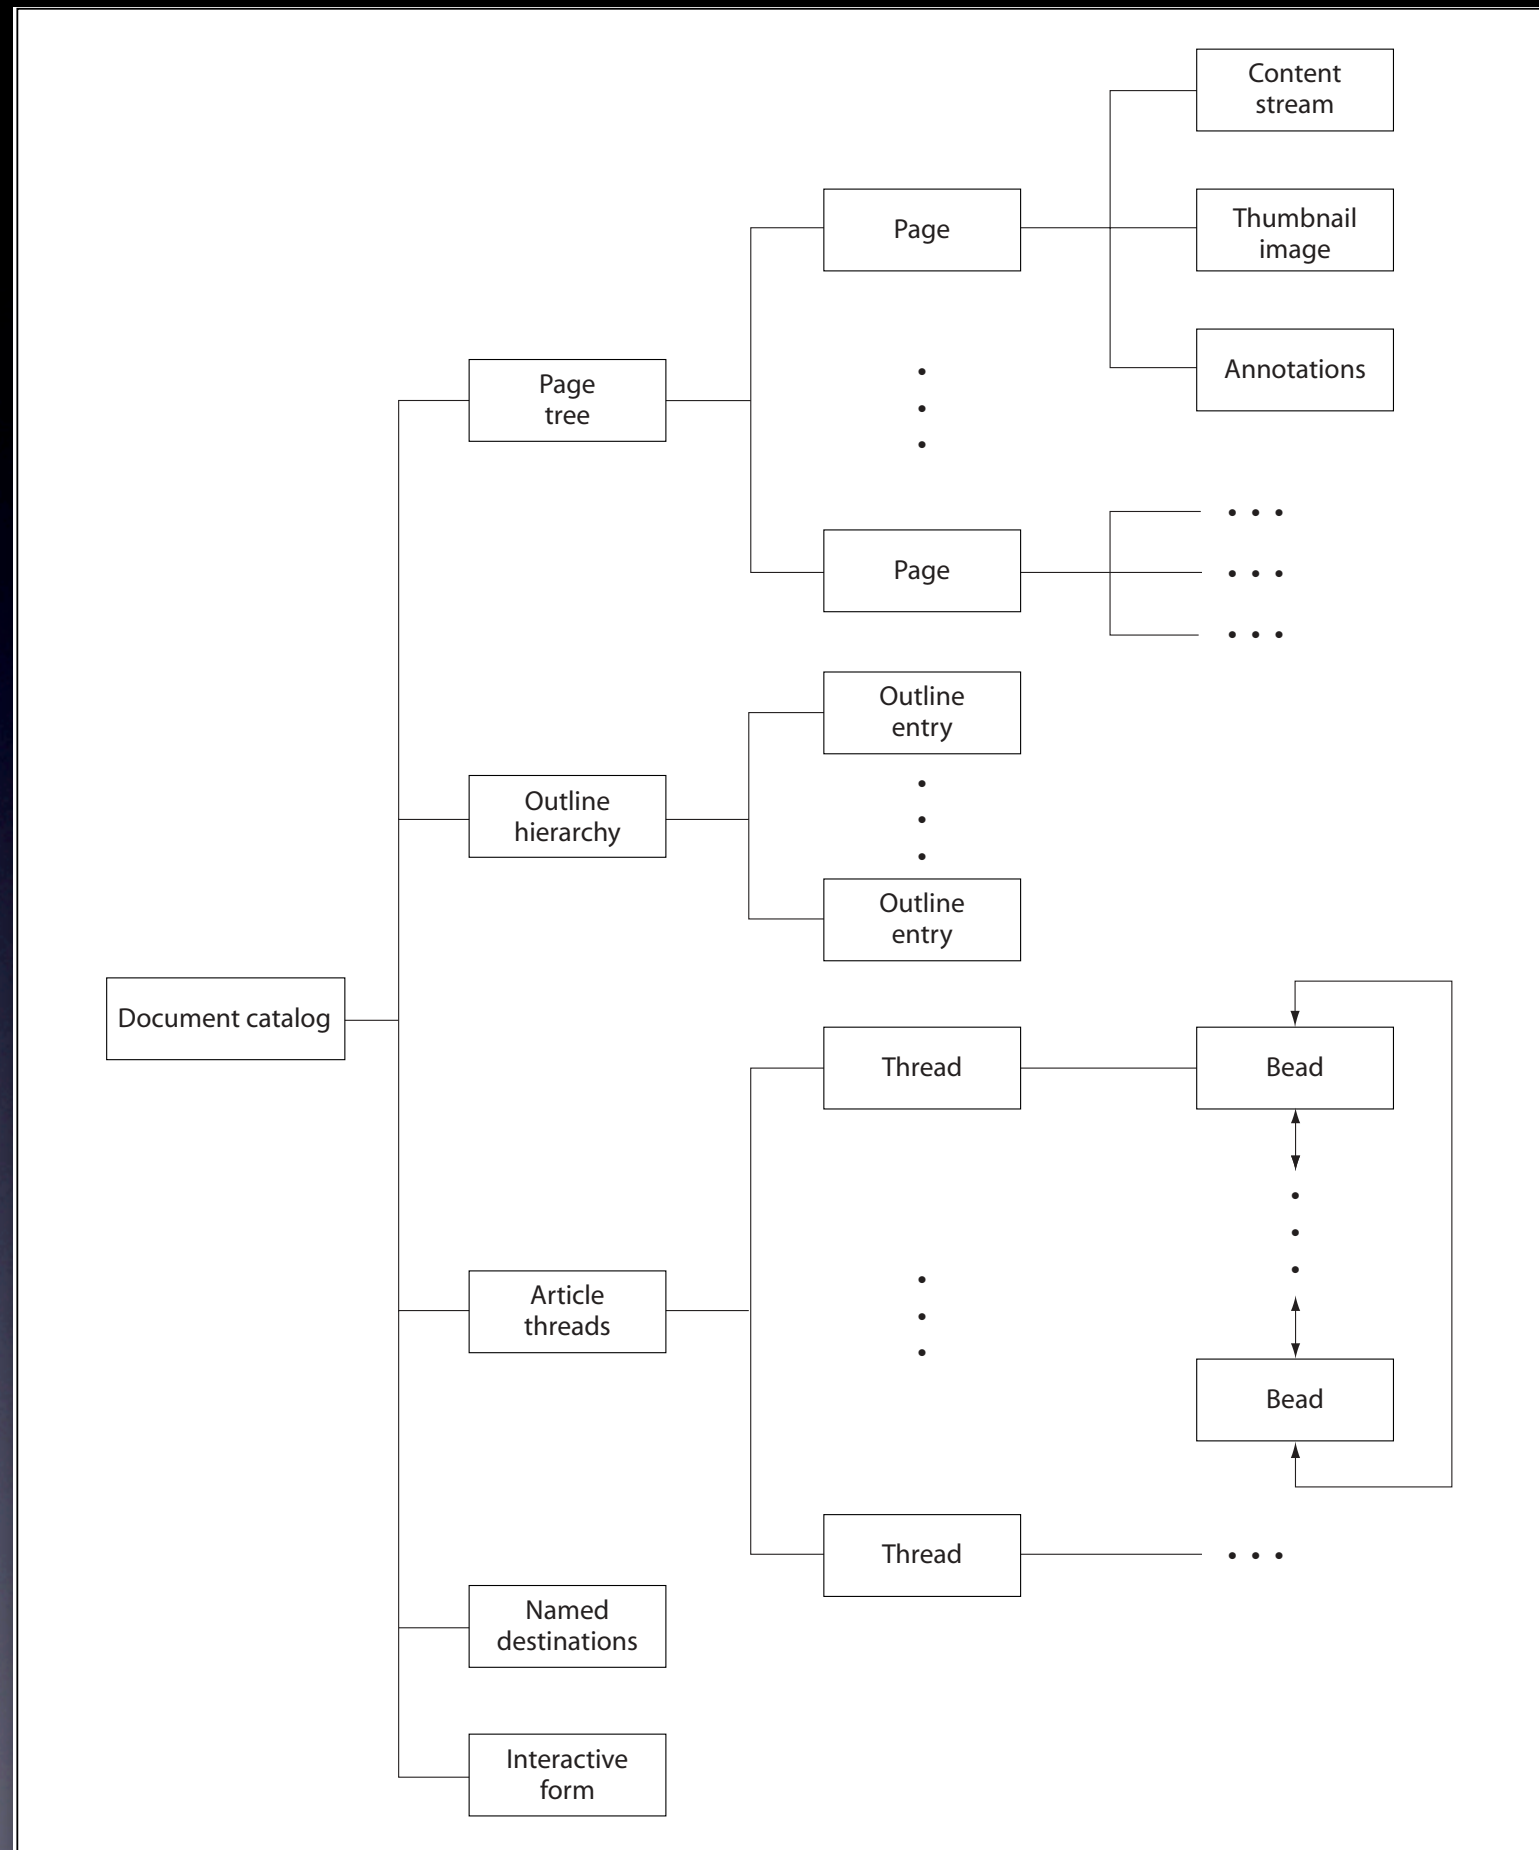 Content
stream
Page
Thumbnail
image
Annotations
Page
tree
Page
Outline
entry
Outline
hierarchy
Outline
entry
Document catalog
Thread
Bead
Article
threads
Bead
Thread
Named
destinations
Interactive
form